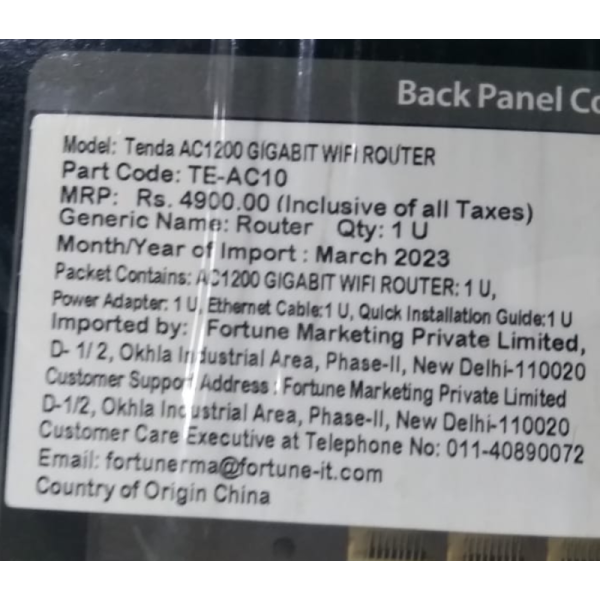 Back Panel Co
Model: Tenda AC1200 GIGABIT WIFI ROUTER
Part Code: TE-AC10
MRP: Rs. 4900.00 (Inclusive of all Taxes)
Generic Name: Router Qty: 1 U
Month/Year of Import : March 2023
Packet Contains: AC1200 GIGABIT WIFI ROUTER: 1 U,
Power Adapter: 1 U, Ethernet Cable:1 U, Quick Installation Guide:1 U
Imported by: Fortune Marketing Private Limited,
D- 1/ 2, Okhla Industrial Area, Phase-II, New Delhi-110020
Customer Support Address : Fortune Marketing Private Limited
D-1/2, Okhla Industrial Area, Phase-II, New Delhi-110020
Customer Care Executive at Telephone No: 011-40890072
Email: fortunerma@fortune-it.com
Country of Origin China